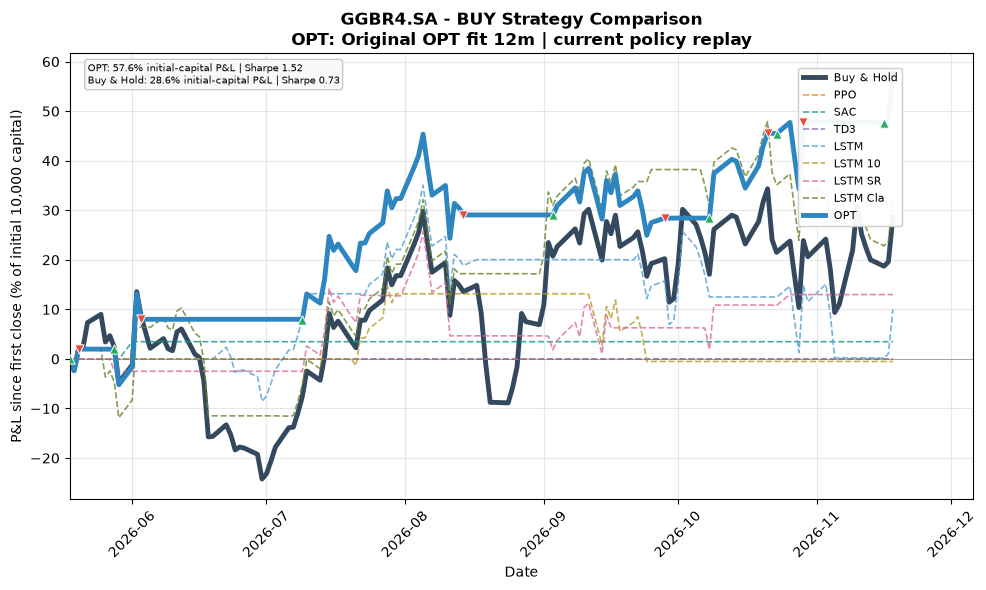 GGBR4.SA - BUY Strategy Comparison
OPT: Original OPT fit 12m | current policy replay
OPT: 57.6% initial-capital P&L | Sharpe 1.52
Buy & Hold: 28.6% initial-capital P&L | Sharpe 0.73
Buy & Hold
PPO
SAC
TD3
LSTM
LSTM 10
LSTM SR
LSTM Cla
OPT
P&L since first close (% of initial 10,000 capital)
60
50
40
30
20
10
0
−10
−20
2026-06
2026-07
2026-08
2026-09
2026-10
2026-11
2026-12
Date